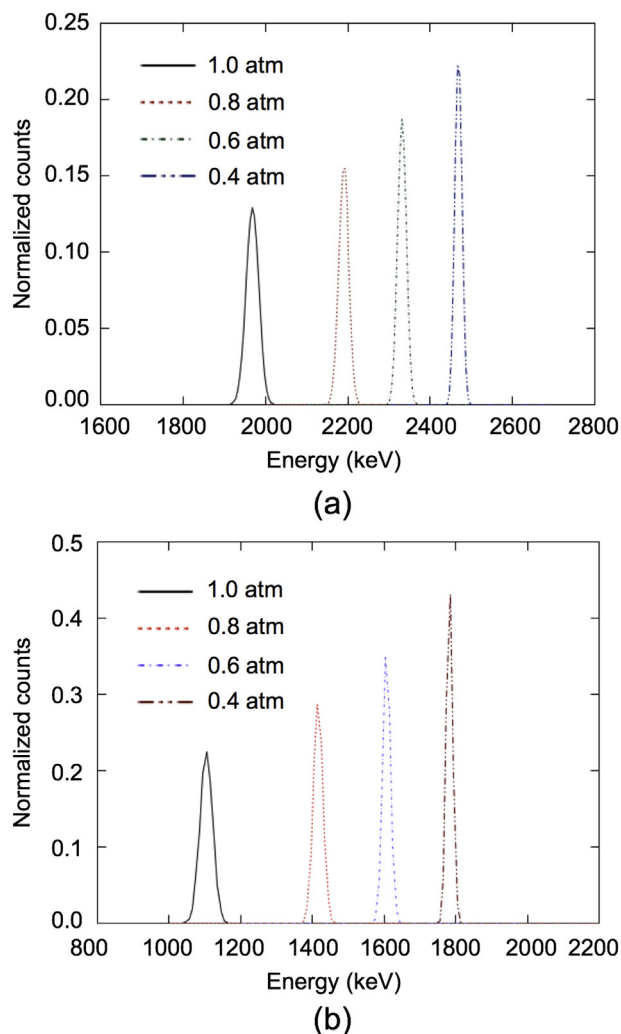 0.25
1.0 atm
0.8 atm
0.6 atm
0.4 atm
0.20
0.15
0.10
0.05
0.00
Normalized counts
1600 1800 2000 2200 2400 2600 2800
Energy (keV)
(a)
0.5
1.0 atm
0.8 atm
0.6 atm
0.4 atm
0.4
0.3
0.2
0.1
0.0
Normalized counts
800 1000 1200 1400 1600 1800 2000 2200
Energy (keV)
(b)